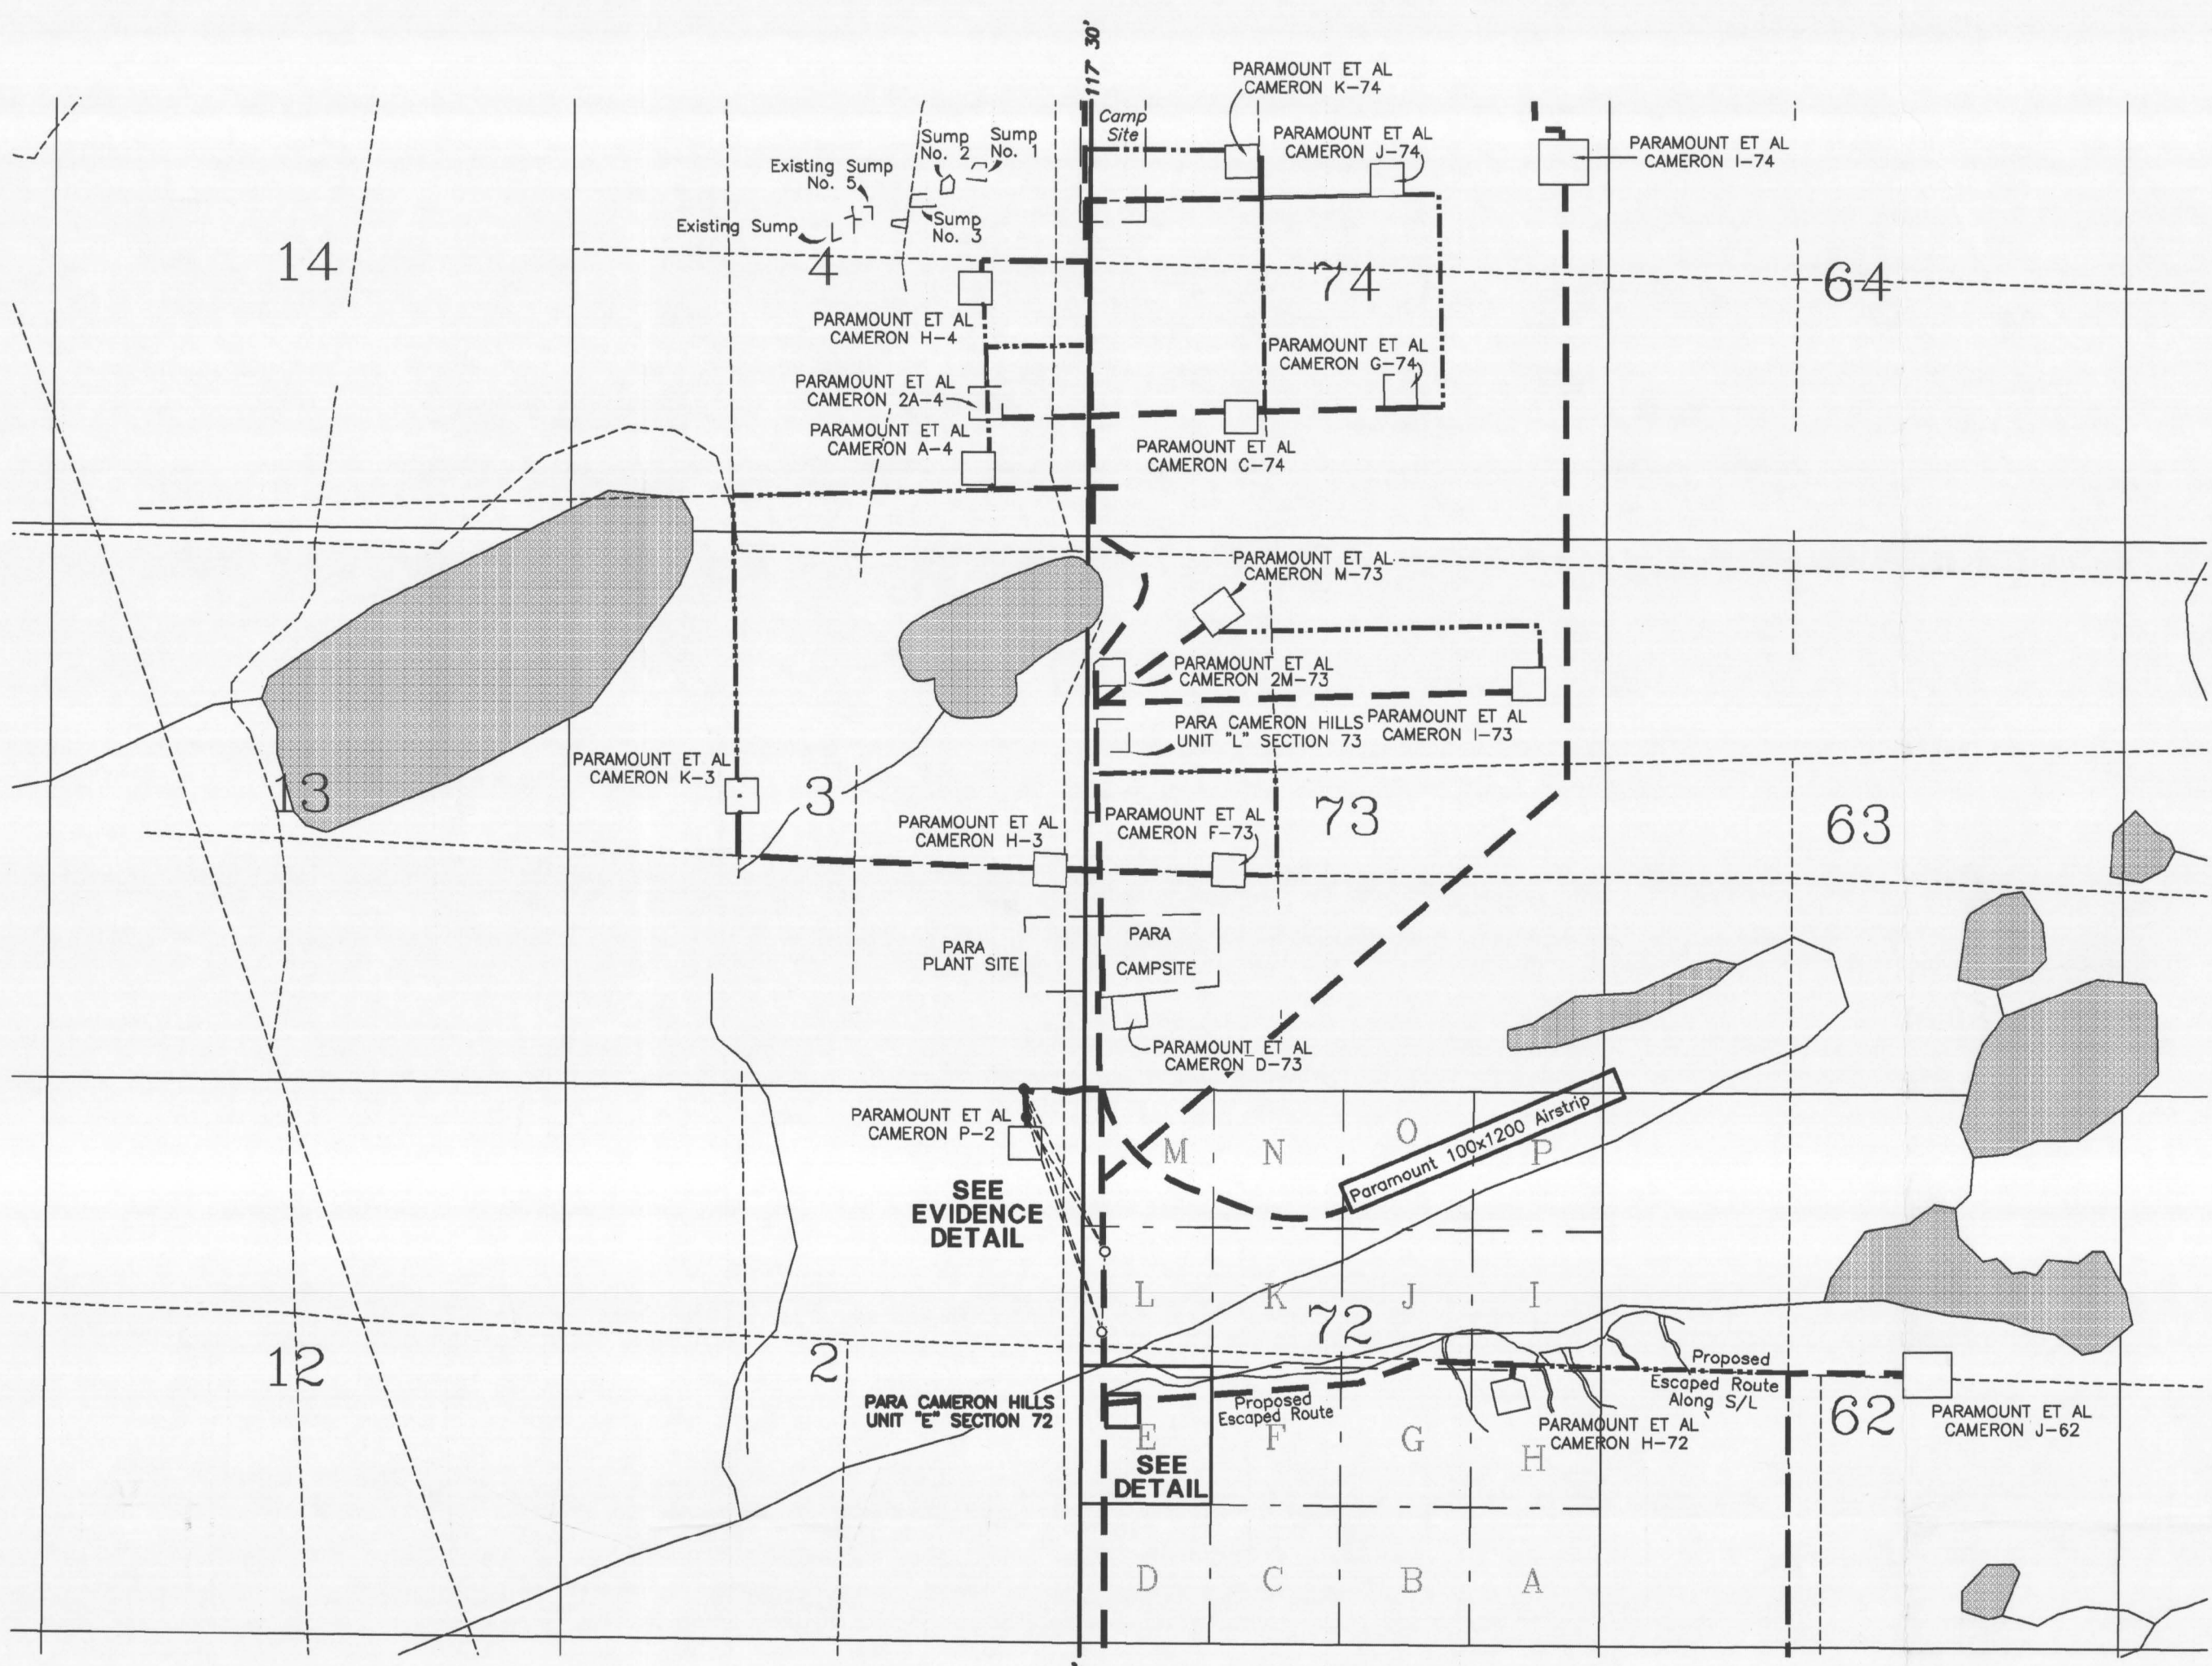 117° 30'
PARAMOUNT ET AL
CAMERON K-74
Camp
Site
PARAMOUNT ET AL
CAMERON J-74
PARAMOUNT ET AL
CAMERON I-74
Sump
No. 2
Sump
No. 1
Existing Sump
No. 5
Existing Sump
Sump
No. 3
14
4
74
64
PARAMOUNT ET AL
CAMERON H-4
PARAMOUNT ET AL
CAMERON G-74
PARAMOUNT ET AL
CAMERON 2A-4
PARAMOUNT ET AL
CAMERON A-4
PARAMOUNT ET AL
CAMERON C-74
PARAMOUNT ET AL
CAMERON M-73
PARAMOUNT ET AL
CAMERON 2M-73
PARA CAMERON HILLS
UNIT "L" SECTION 73
PARAMOUNT ET AL
CAMERON I-73
PARAMOUNT ET AL
CAMERON K-3
13
3
73
63
PARAMOUNT ET AL
CAMERON H-3
PARAMOUNT ET AL
CAMERON F-73
PARA
PLANT SITE
PARA
CAMPSITE
PARAMOUNT ET AL
CAMERON D-73
PARAMOUNT ET AL
CAMERON P-2
Paramount 100x1200 Airstrip
M
N
O
P
SEE
EVIDENCE
DETAIL
L
K
J
I
72
12
2
62
PARA CAMERON HILLS
UNIT "E" SECTION 72
Proposed
Escaped Route
Proposed
Escaped Route
Along S/L
PARAMOUNT ET AL
CAMERON H-72
PARAMOUNT ET AL
CAMERON J-62
E
F
G
H
SEE
DETAIL
D
C
B
A